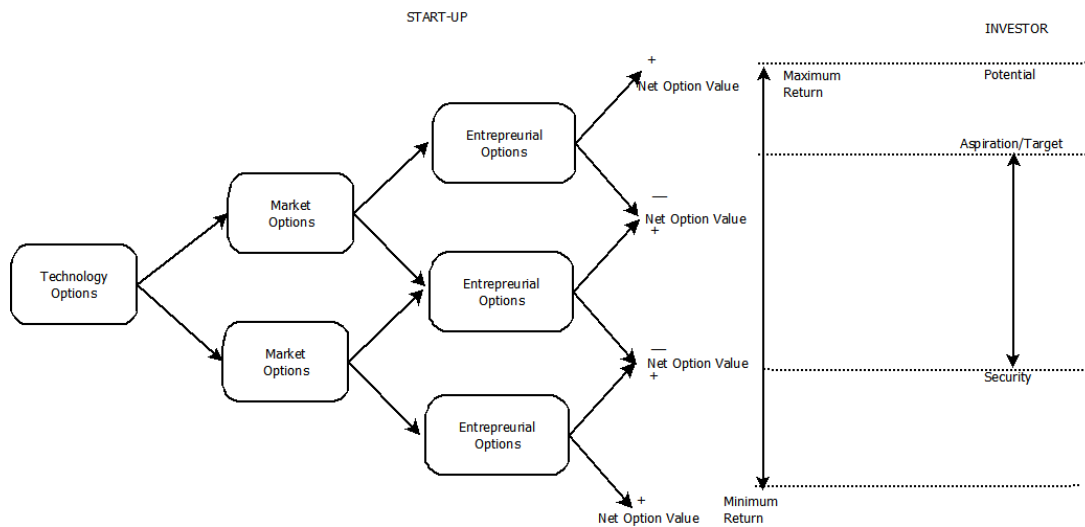 START-UP
INVESTOR
+
Net Option Value
Maximum
Return
Potential
Entrepreurial
Options
Aspiration/Target
Market
Options
—
Net Option Value
+
Technology
Options
Entrepreurial
Options
Market
Options
—
Net Option Value
+
Security
Entrepreurial
Options
+
Net Option Value
Minimum
Return